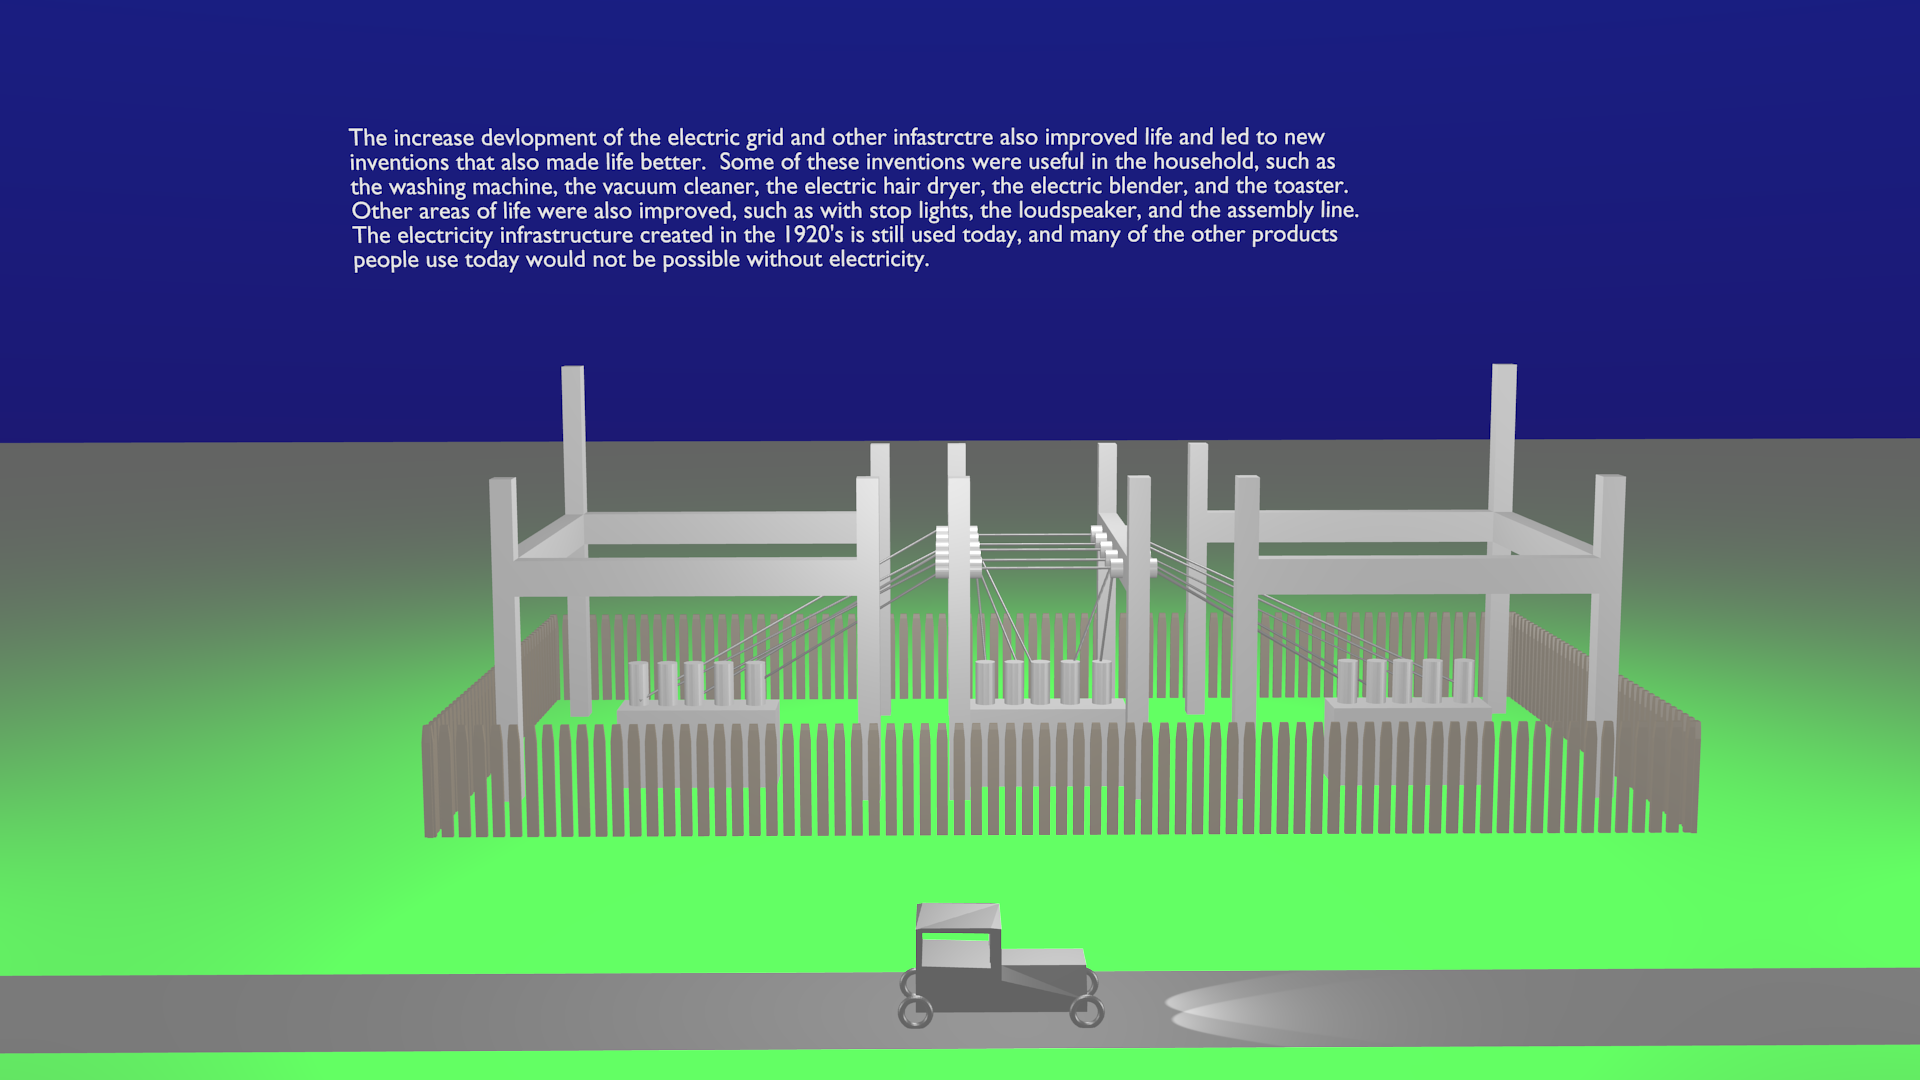 The increase devlopment of the electric grid and other infastrctre also improved life and led to new
inventions that also made life better.  Some of these inventions were useful in the household, such as
the washing machine, the vacuum cleaner, the electric hair dryer, the electric blender, and the toaster.
Other areas of life were also improved, such as with stop lights, the loudspeaker, and the assembly line.
The electricity infrastructure created in the 1920's is still used today, and many of the other products
people use today would not be possible without electricity.